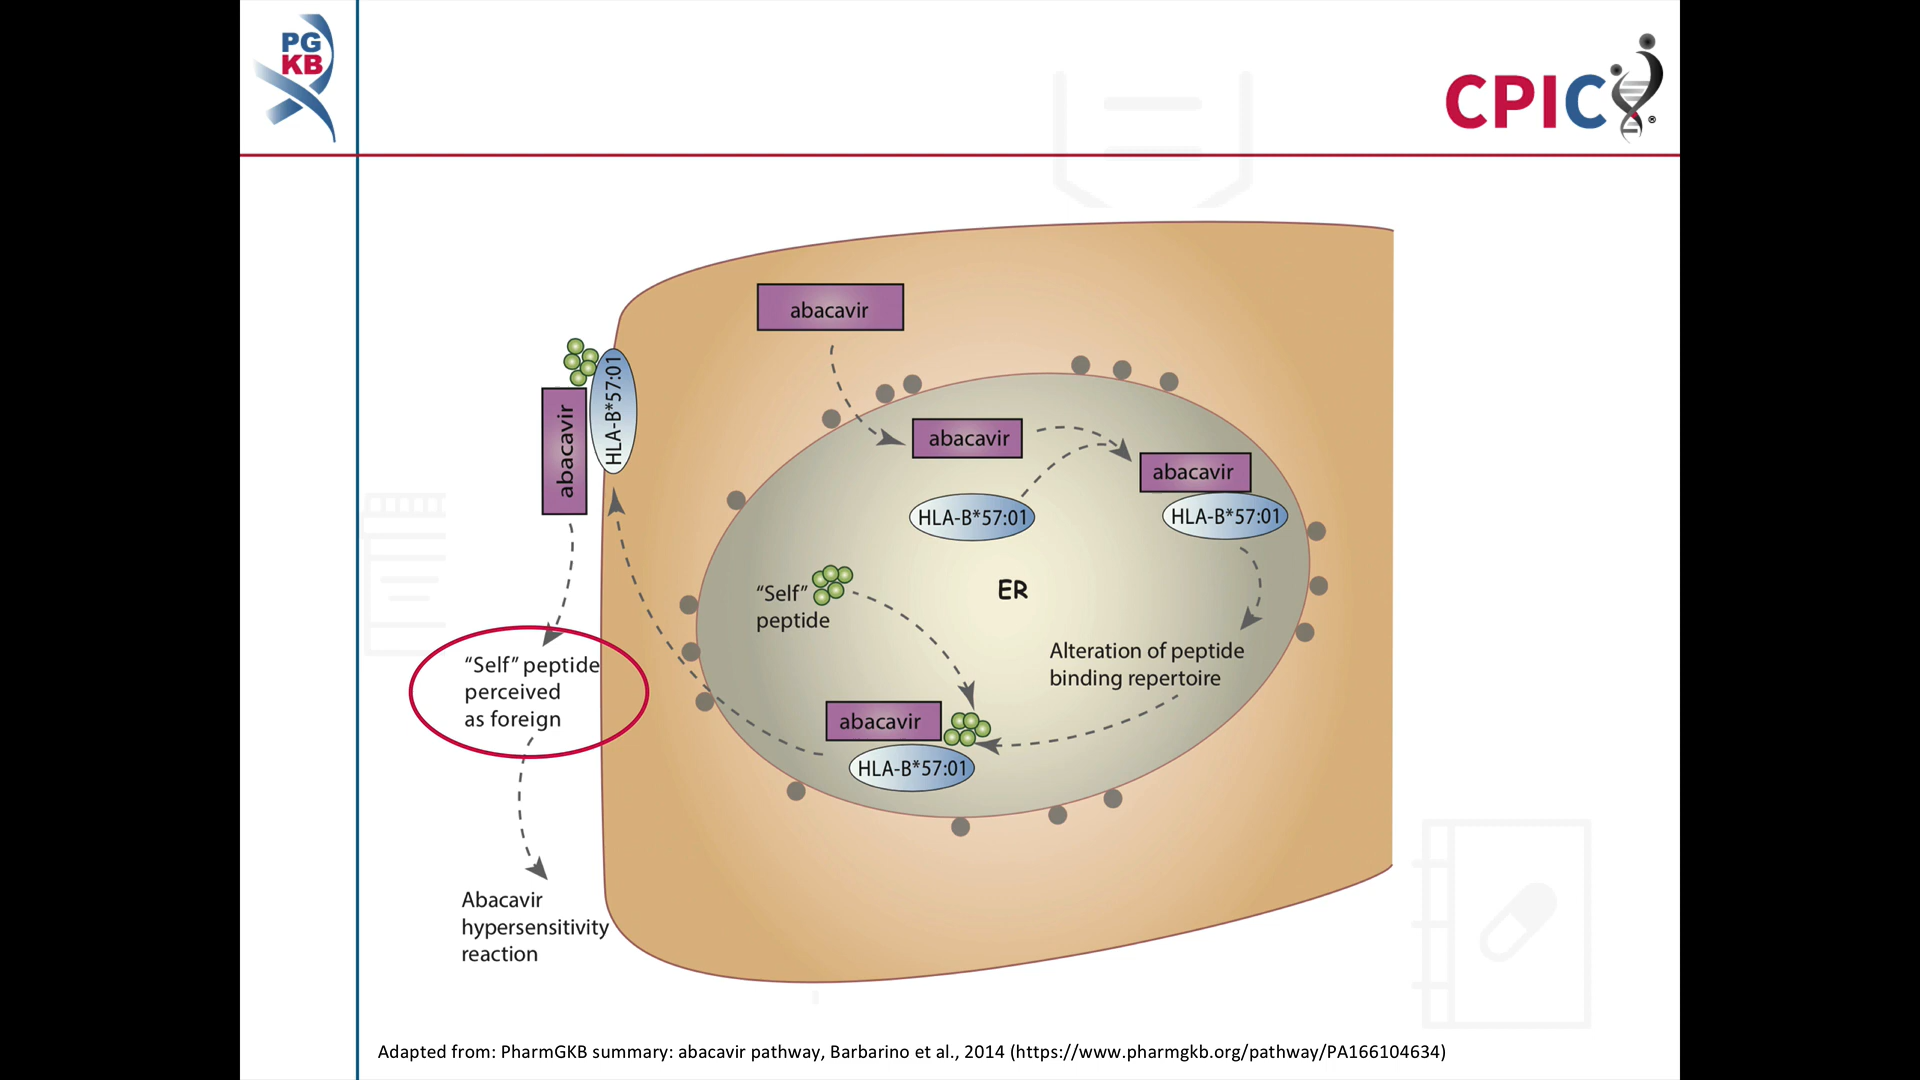 PG
KB
CPIC®
abacavir
HLA-B*57:01
abacavir
abacavir
abacavir
abacavir
HLA-B*57:01
HLA-B*57:01
"Self"
peptide
ER
Alteration of peptide
binding repertoire
"Self" peptide
perceived
as foreign
abacavir
HLA-B*57:01
Abacavir
hypersensitivity
reaction
Adapted from: PharmGKB summary: abacavir pathway, Barbarino et al., 2014 (https://www.pharmgkb.org/pathway/PA166104634)